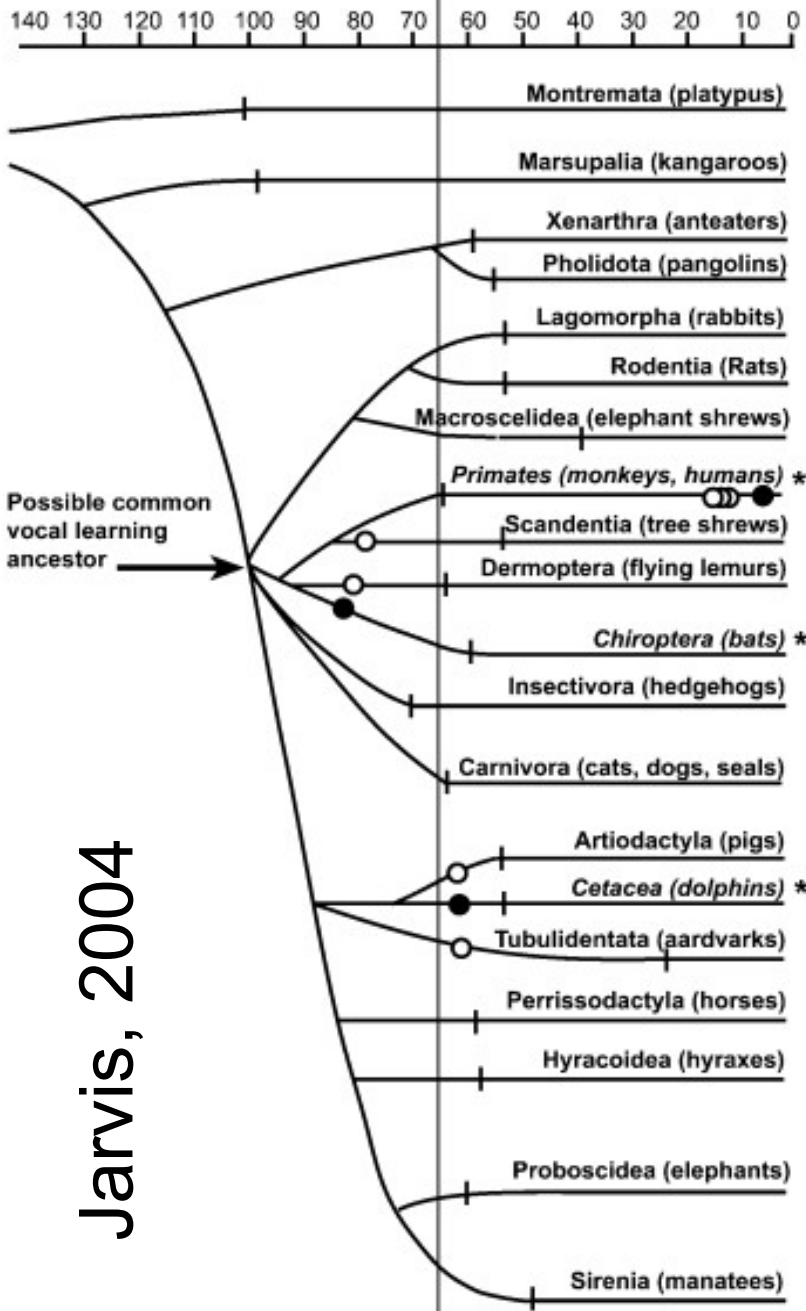 140 130 120 110 100 90 80 70 60 50 40 30 20 10 0
Montremata (platypus)
Marsupalia (kangaroos)
Xenarthra (anteaters)
Pholidota (pangolins)
Lagomorpha (rabbits)
Rodentia (Rats)
Macroscelidea (elephant shrews)
Primates (monkeys, humans) *
Possible common
vocal learning
ancestor
Scandentia (tree shrews)
Dermoptera (flying lemurs)
Chiroptera (bats) *
Insectivora (hedgehogs)
Carnivora (cats, dogs, seals)
Artiodactyla (pigs)
Cetacea (dolphins) *
Tubulidentata (aardvarks)
Perrissodactyla (horses)
Hyracoidea (hyraxes)
Proboscidea (elephants)
Sirenia (manatees)
Jarvis, 2004